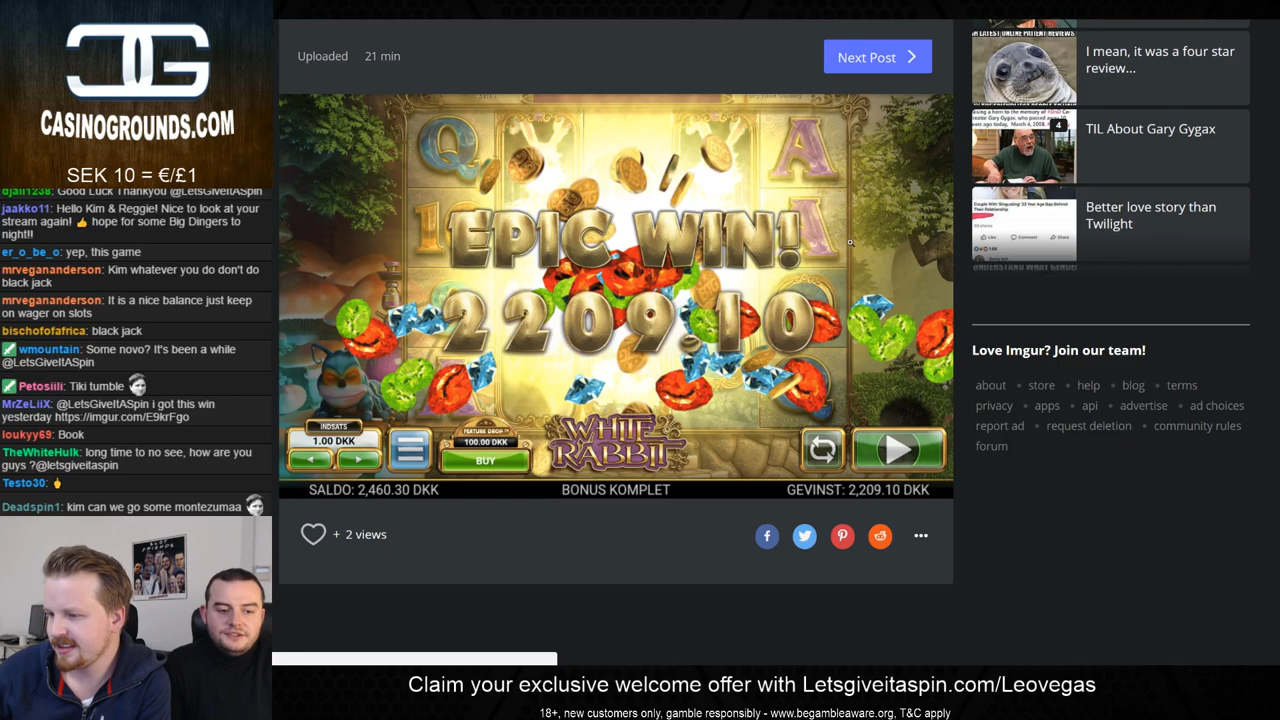 CASINOGROUNDS.COM
SEK 10 = €/£1
djali1238: Good Luck Thankyou @LetsGiveItASpin
jaakko11: Hello Kim & Reggie! Nice to look at your
stream again! 👍 hope for some Big Dingers to
night!!
er_o_be_o: yep, this game
mrvegananderson: Kim whatever you do don't do
black jack
mrvegananderson: It is a nice balance just keep
on wager on slots
bischofofafrica: black jack
wmountain: Some novo? It's been a while
@LetsGiveItASpin
Petosiili: Tiki tumble
MrZeLiiX: @LetsGiveItASpin i got this win
yesterday https://imgur.com/E9krFgo
loukyy69: Book
TheWhiteHulk: long time to no see, how are you
guys ?@letsgiveitaspin
Testo30: 🖕
Deadspin1: kim can we go some montezumaa
Uploaded 21 min
Next Post
Q
A
A
EPIC WIN!
2209.10
INDSATS
1.00 DKK
FEATURE DROP™
100.00 DKK
BUY
WHITE
RABBIT
SALDO: 2,460.30 DKK
BONUS KOMPLET
GEVINST: 2,209.10 DKK
+ 2 views
I mean, it was a four star
review...
4
TIL About Gary Gygax
Better love story than
Twilight
Love Imgur? Join our team!
about store help blog terms
privacy apps api advertise ad choices
report ad request deletion community rules
forum
Claim your exclusive welcome offer with Letsgiveitaspin.com/Leovegas
18+, new customers only, gamble responsibly - www.begambleaware.org, T&C apply